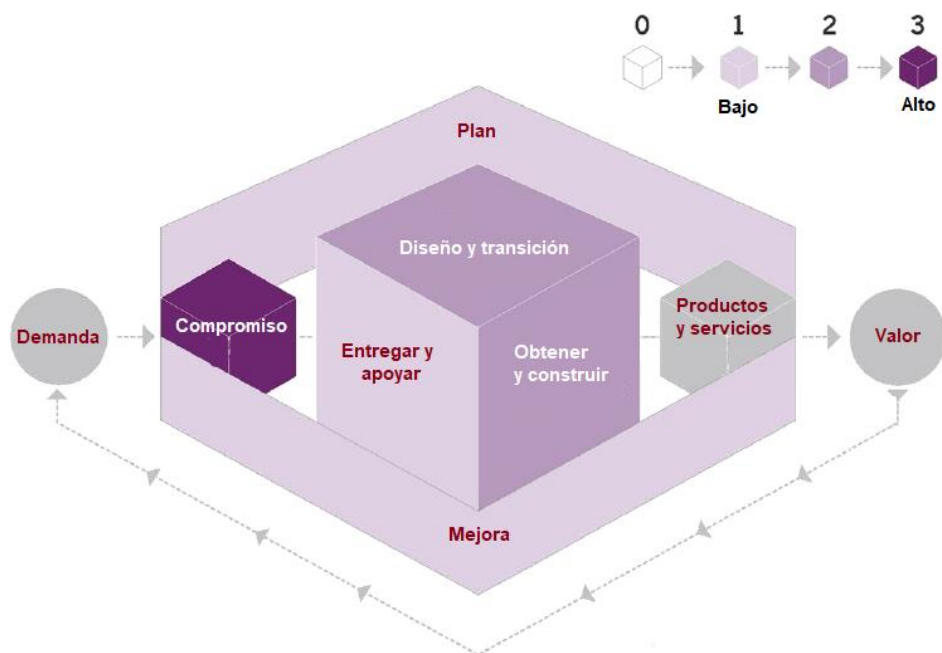 0 1 2 3
Bajo Alto
Plan
Diseño y transición
Demanda
Compromiso
Entregar y
apoyar
Obtener
y construir
Productos
y servicios
Valor
Mejora